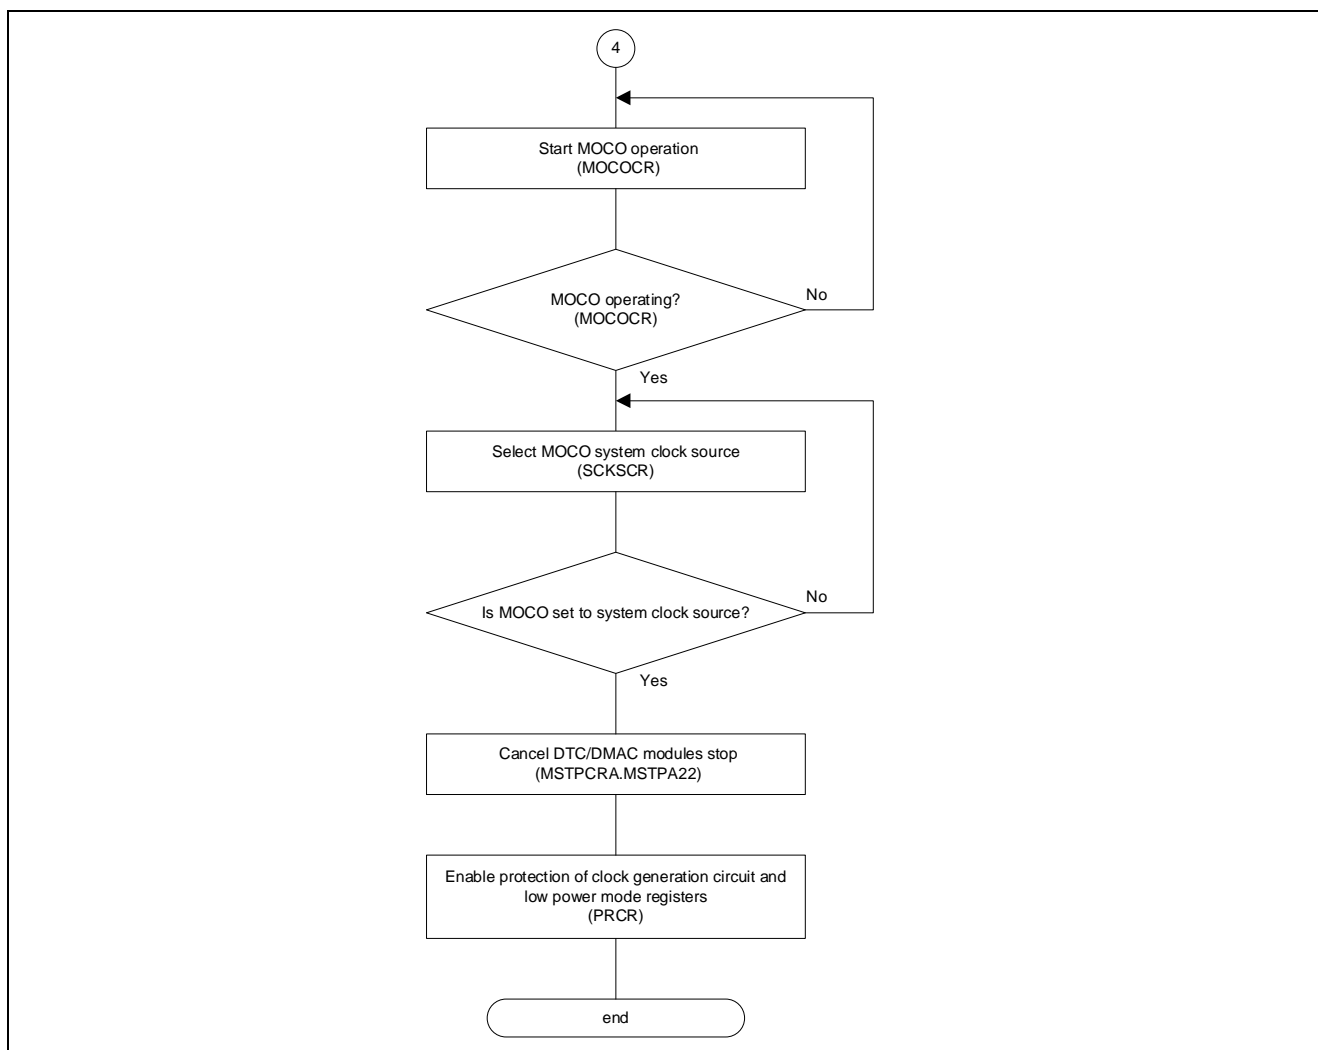 4
Start MOCO operation
(MOCOCR)
MOCO operating?
(MOCOCR)
No
Yes
Select MOCO system clock source
(SCKSCR)
Is MOCO set to system clock source?
No
Yes
Cancel DTC/DMAC modules stop
(MSTPCRA.MSTPA22)
Enable protection of clock generation circuit and
low power mode registers
(PRCR)
end